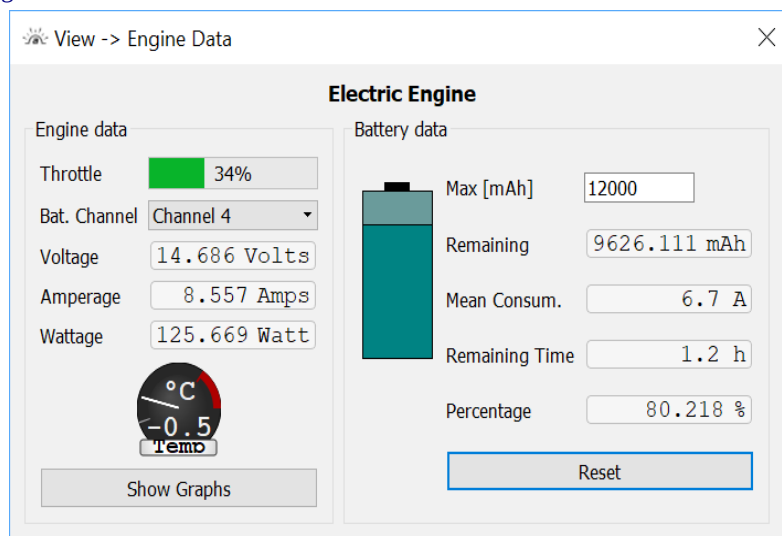 View -> Engine Data
Electric Engine
Engine data
Throttle 34%
Bat. Channel Channel 4
Voltage 14.686 Volts
Amperage 8.557 Amps
Wattage 125.669 Watt
°C
-0.5
Temp
Show Graphs
Battery data
Max [mAh] 12000
Remaining 9626.111 mAh
Mean Consum. 6.7 A
Remaining Time 1.2 h
Percentage 80.218 %
Reset